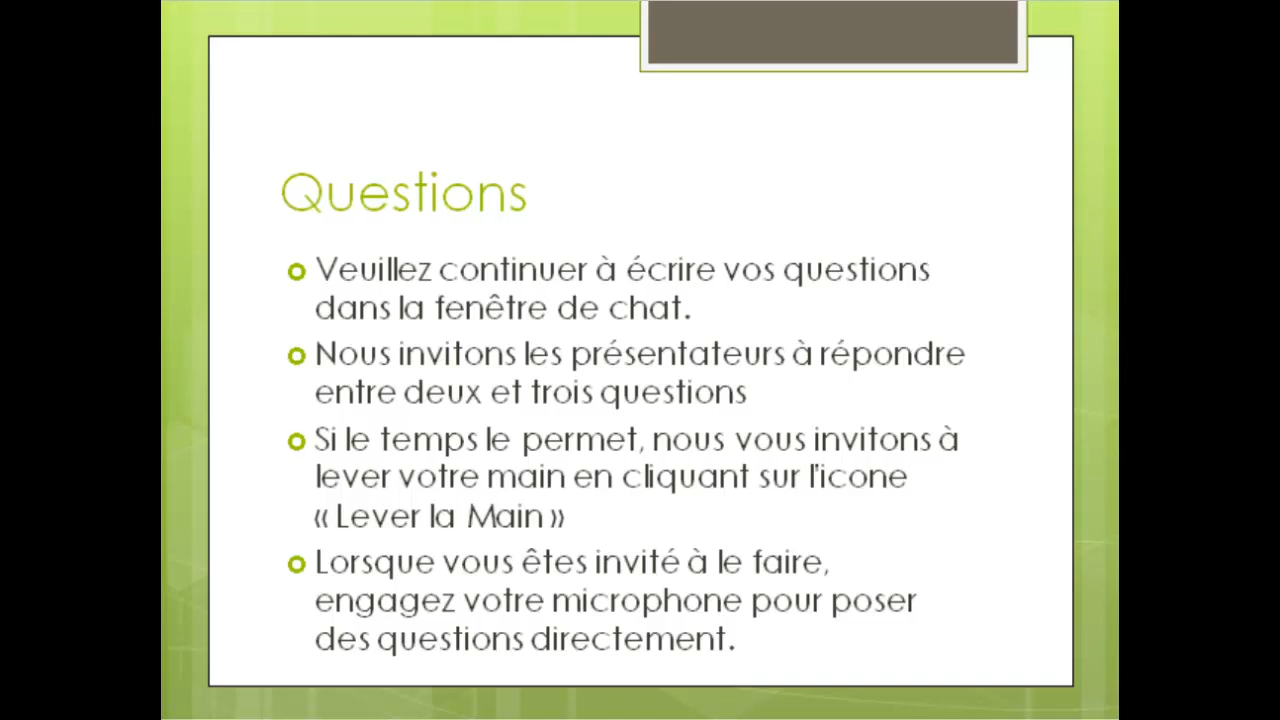 Questions
Veuillez continuer à écrire vos questions
dans la fenêtre de chat.
Nous invitons les présentateurs à répondre
entre deux et trois questions
Si le temps le permet, nous vous invitons à
lever votre main en cliquant sur l'icone
« Lever la Main »
Lorsque vous êtes invité à le faire,
engagez votre microphone pour poser
des questions directement.